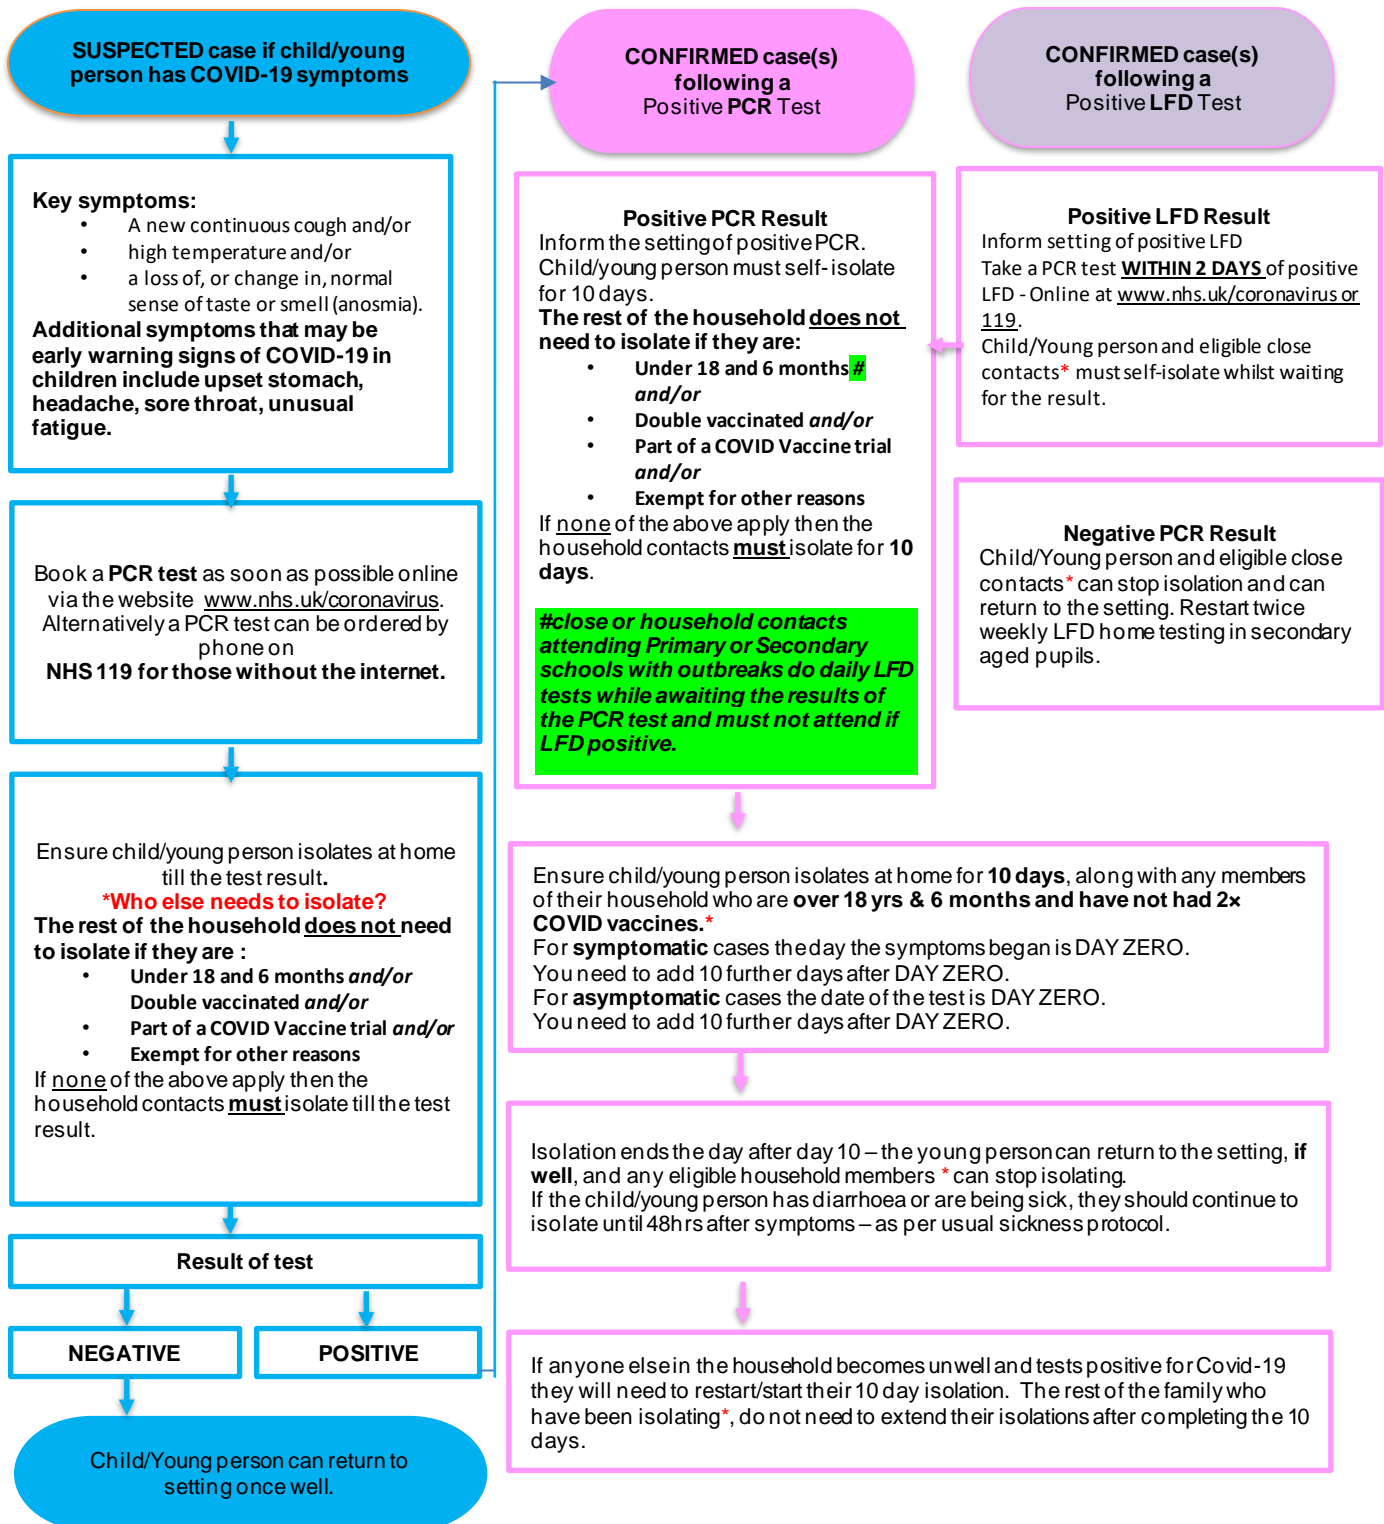 SUSPECTED case if child/young
person has COVID-19 symptoms
Key symptoms:
• A new continuous cough and/or
• high temperature and/or
• a loss of, or change in, normal
sense of taste or smell (anosmia).
Additional symptoms that may be
early warning signs of COVID-19 in
children include upset stomach,
headache, sore throat, unusual
fatigue.
Book a PCR test as soon as possible online
via the website www.nhs.uk/coronavirus.
Alternatively a PCR test can be ordered by
phone on
NHS 119 for those without the internet.
Ensure child/young person isolates at home
till the test result.
*Who else needs to isolate?
The rest of the household does not need
to isolate if they are :
• Under 18 and 6 months and/or
Double vaccinated and/or
• Part of a COVID Vaccine trial and/or
• Exempt for other reasons
If none of the above apply then the
household contacts must isolate till the test
result.
Result of test
NEGATIVE
POSITIVE
Child/Young person can return to
setting once well.
CONFIRMED case(s)
following a
Positive PCR Test
Positive PCR Result
Inform the setting of positive PCR.
Child/young person must self- isolate
for 10 days.
The rest of the household does not
need to isolate if they are:
• Under 18 and 6 months #
and/or
• Double vaccinated and/or
• Part of a COVID Vaccine trial
and/or
• Exempt for other reasons
If none of the above apply then the
household contacts must isolate for 10
days.
#close or household contacts
attending Primary or Secondary
schools with outbreaks do daily LFD
tests while awaiting the results of
the PCR test and must not attend if
LFD positive.
CONFIRMED case(s)
following a
Positive LFD Test
Positive LFD Result
Inform setting of positive LFD
Take a PCR test WITHIN 2 DAYS of positive
LFD - Online at www.nhs.uk/coronavirus or
119.
Child/Young person and eligible close
contacts* must self-isolate whilst waiting
for the result.
Negative PCR Result
Child/Young person and eligible close
contacts* can stop isolation and can
return to the setting. Restart twice
weekly LFD home testing in secondary
aged pupils.
Ensure child/young person isolates at home for 10 days, along with any members
of their household who are over 18 yrs & 6 months and have not had 2x
COVID vaccines.*
For symptomatic cases the day the symptoms began is DAY ZERO.
You need to add 10 further days after DAY ZERO.
For asymptomatic cases the date of the test is DAY ZERO.
You need to add 10 further days after DAY ZERO.
Isolation ends the day after day 10 – the young person can return to the setting, if
well, and any eligible household members * can stop isolating.
If the child/young person has diarrhoea or are being sick, they should continue to
isolate until 48hrs after symptoms – as per usual sickness protocol.
If anyone else in the household becomes unwell and tests positive for Covid-19
they will need to restart/start their 10 day isolation. The rest of the family who
have been isolating*, do not need to extend their isolations after completing the 10
days.